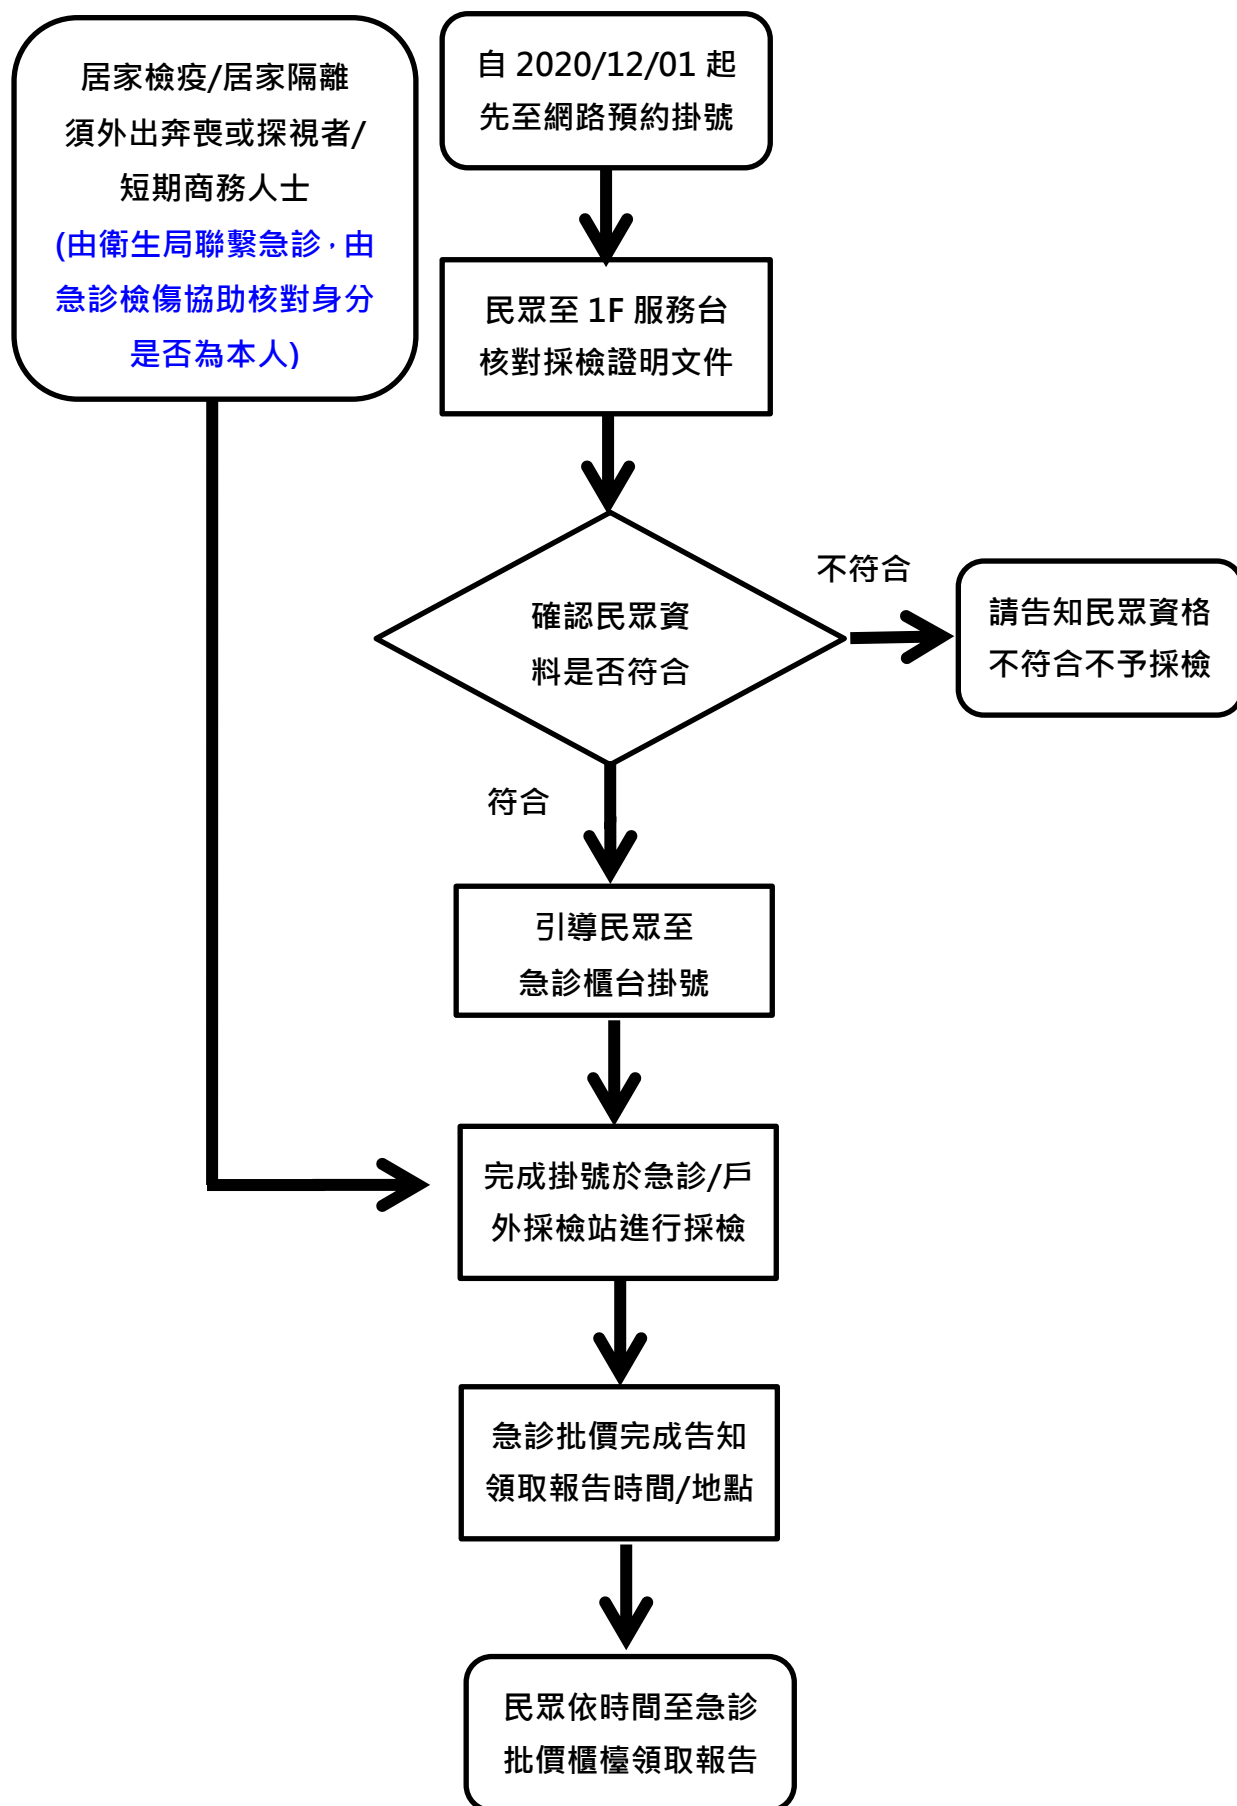 居家檢疫/居家隔離
須外出奔喪或探視者/
短期商務人士
(由衛生局聯繫急診，由
急診檢傷協助核對身分
是否為本人)
自 2020/12/01 起
先至網路預約掛號
民眾至 1F 服務台
核對採檢證明文件
確認民眾資
料是否符合
不符合
請告知民眾資格
不符合不予採檢
符合
引導民眾至
急診櫃台掛號
完成掛號於急診/戶
外採檢站進行採檢
急診批價完成告知
領取報告時間/地點
民眾依時間至急診
批價櫃檯領取報告